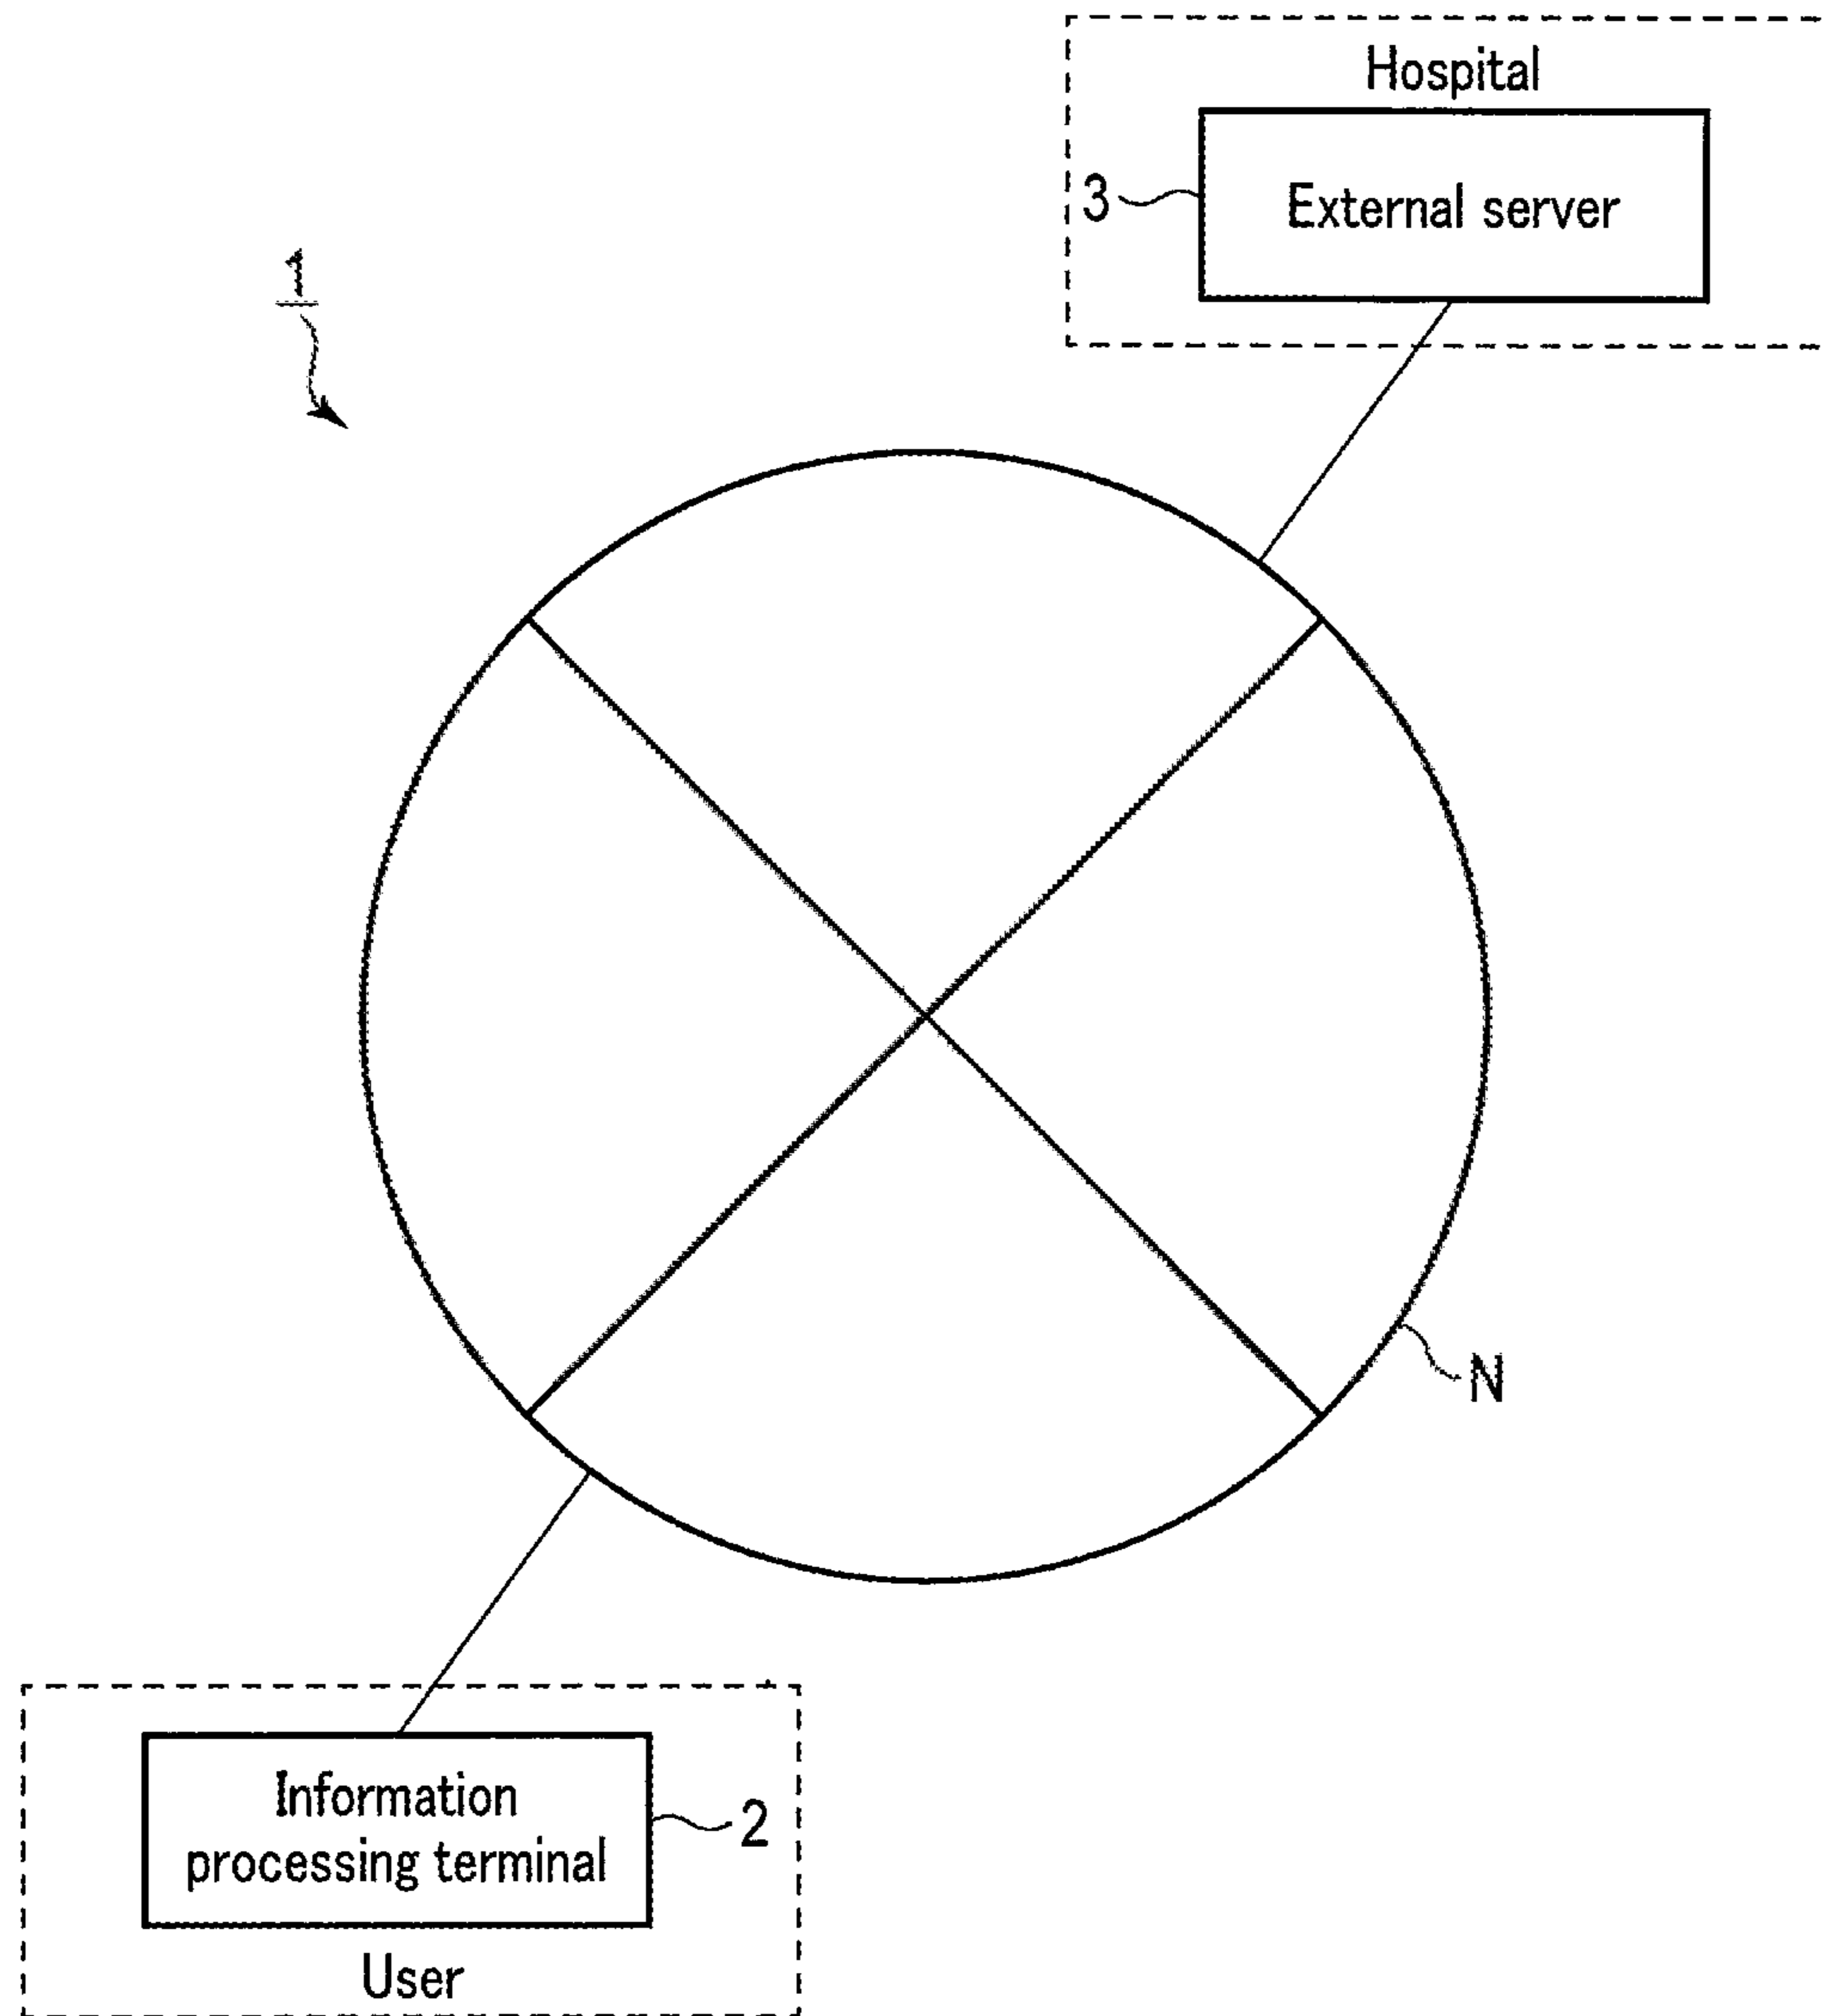 Hospital
3
External server
1
N
Information
processing terminal
2
User